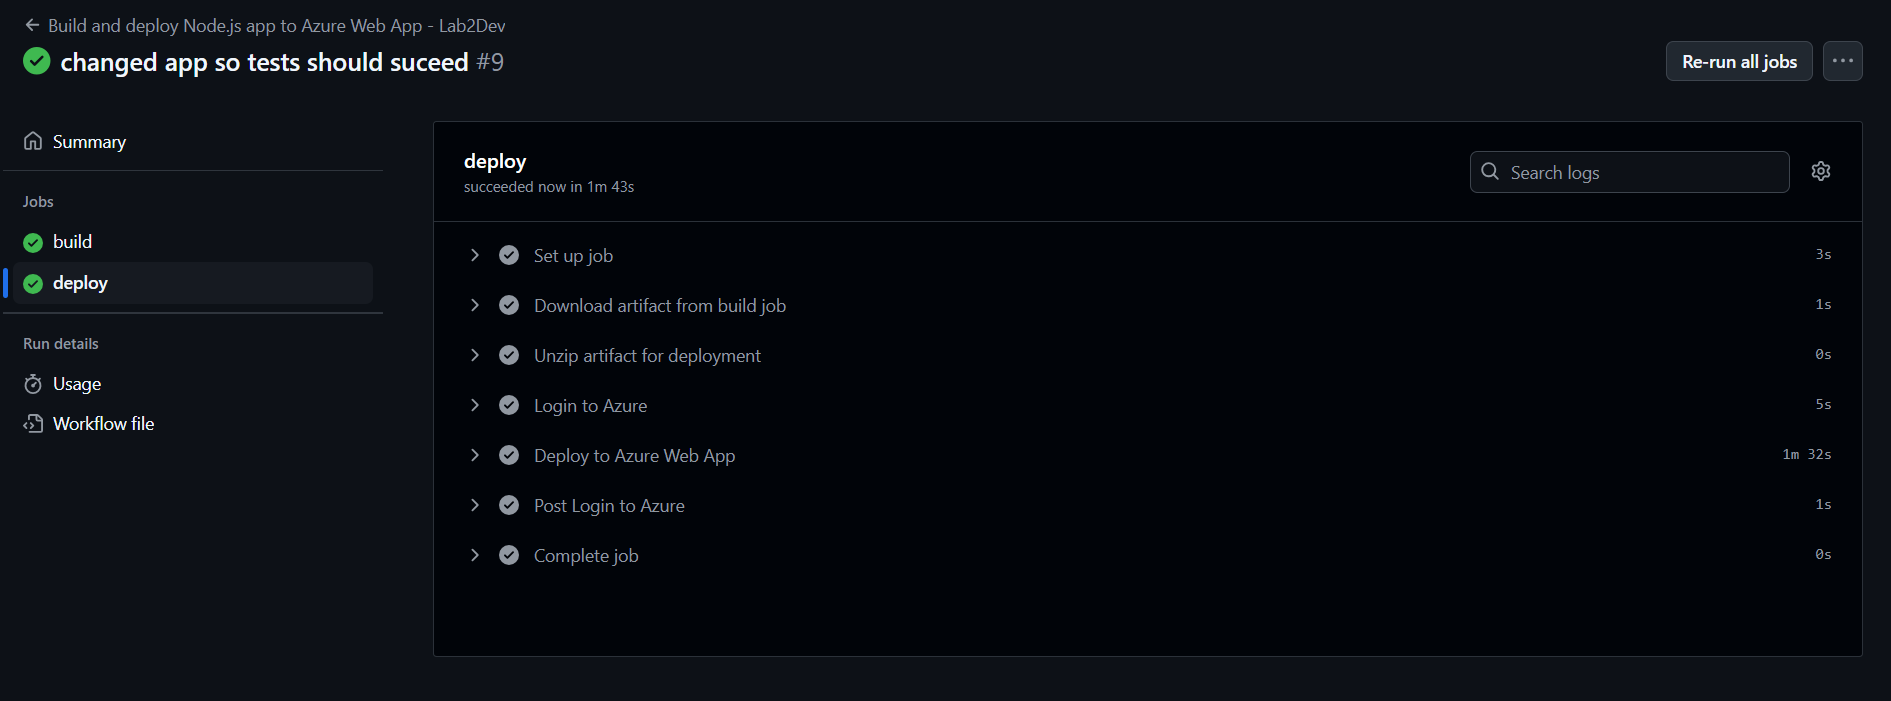 Build and deploy Node.js app to Azure Web App - Lab2Dev
changed app so tests should suceed #9
Re-run all jobs
Summary
Jobs
build
deploy
Run details
Usage
Workflow file
deploy
succeeded now in 1m 43s
Search logs
Set up job 3s
Download artifact from build job 1s
Unzip artifact for deployment 0s
Login to Azure 5s
Deploy to Azure Web App 1m 32s
Post Login to Azure 1s
Complete job 0s